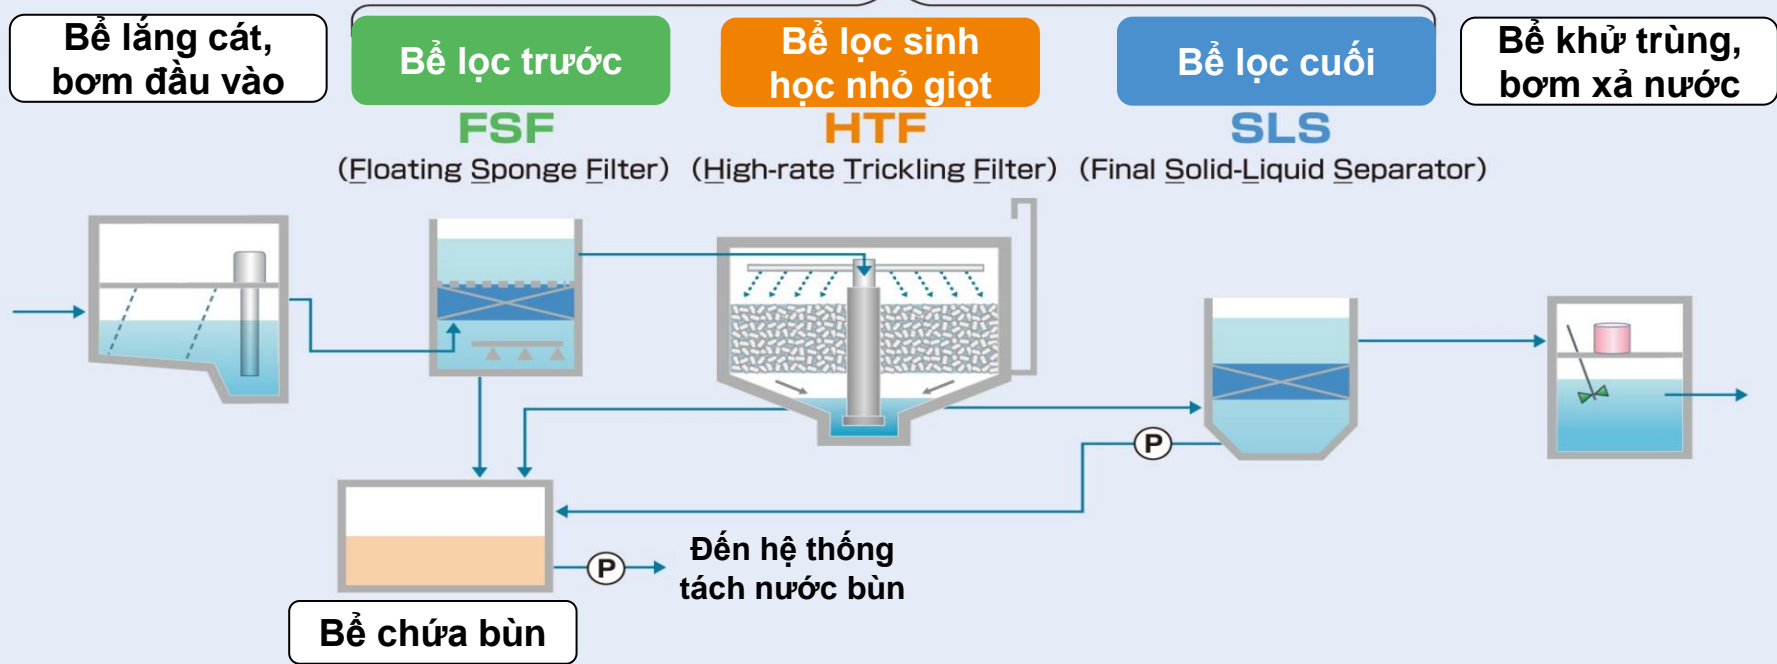 Bể lắng cát,
bơm đầu vào
Bể lọc trước
FSF
(Floating Sponge Filter)
Bể lọc sinh
học nhỏ giọt
HTF
(High-rate Trickling Filter)
Bể lọc cuối
SLS
(Final Solid-Liquid Separator)
Bể khử trùng,
bơm xả nước
P
P
Đến hệ thống
tách nước bùn
Bể chứa bùn